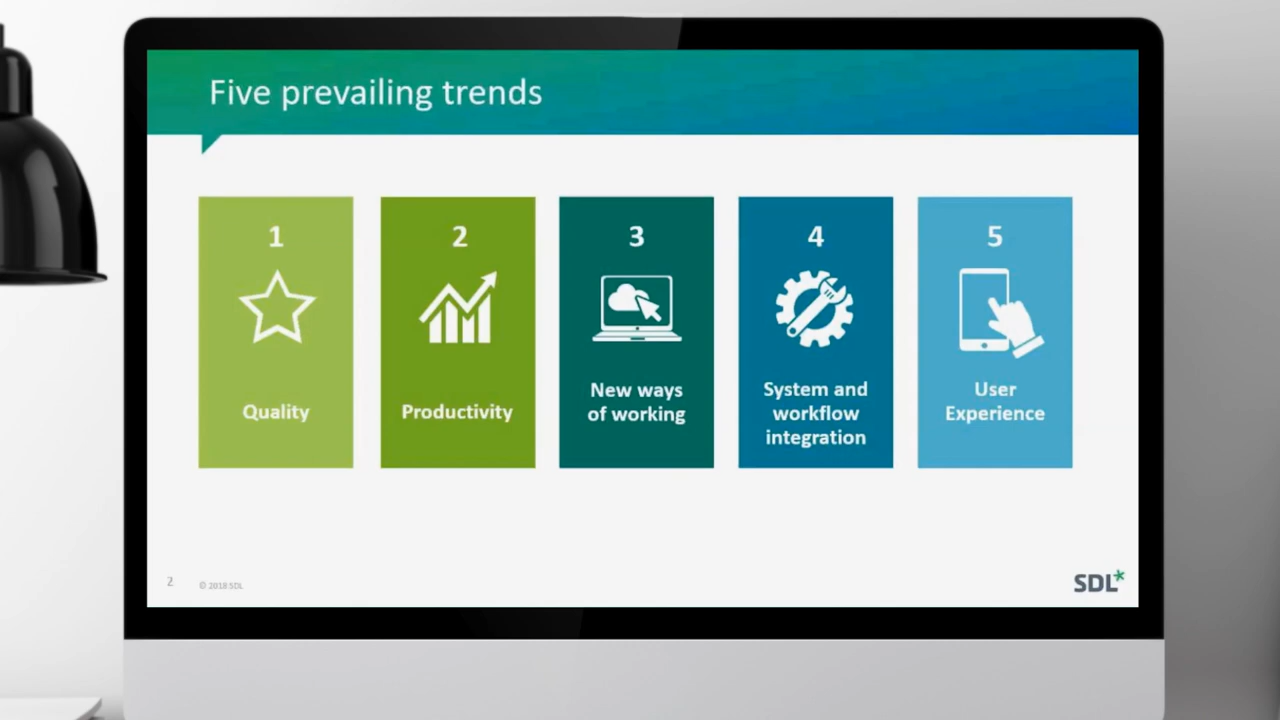 Five prevailing trends
1
Quality
2
Productivity
3
New ways
of working
4
System and
workflow
integration
5
User
Experience
2
© 2018 SDL
SDL*